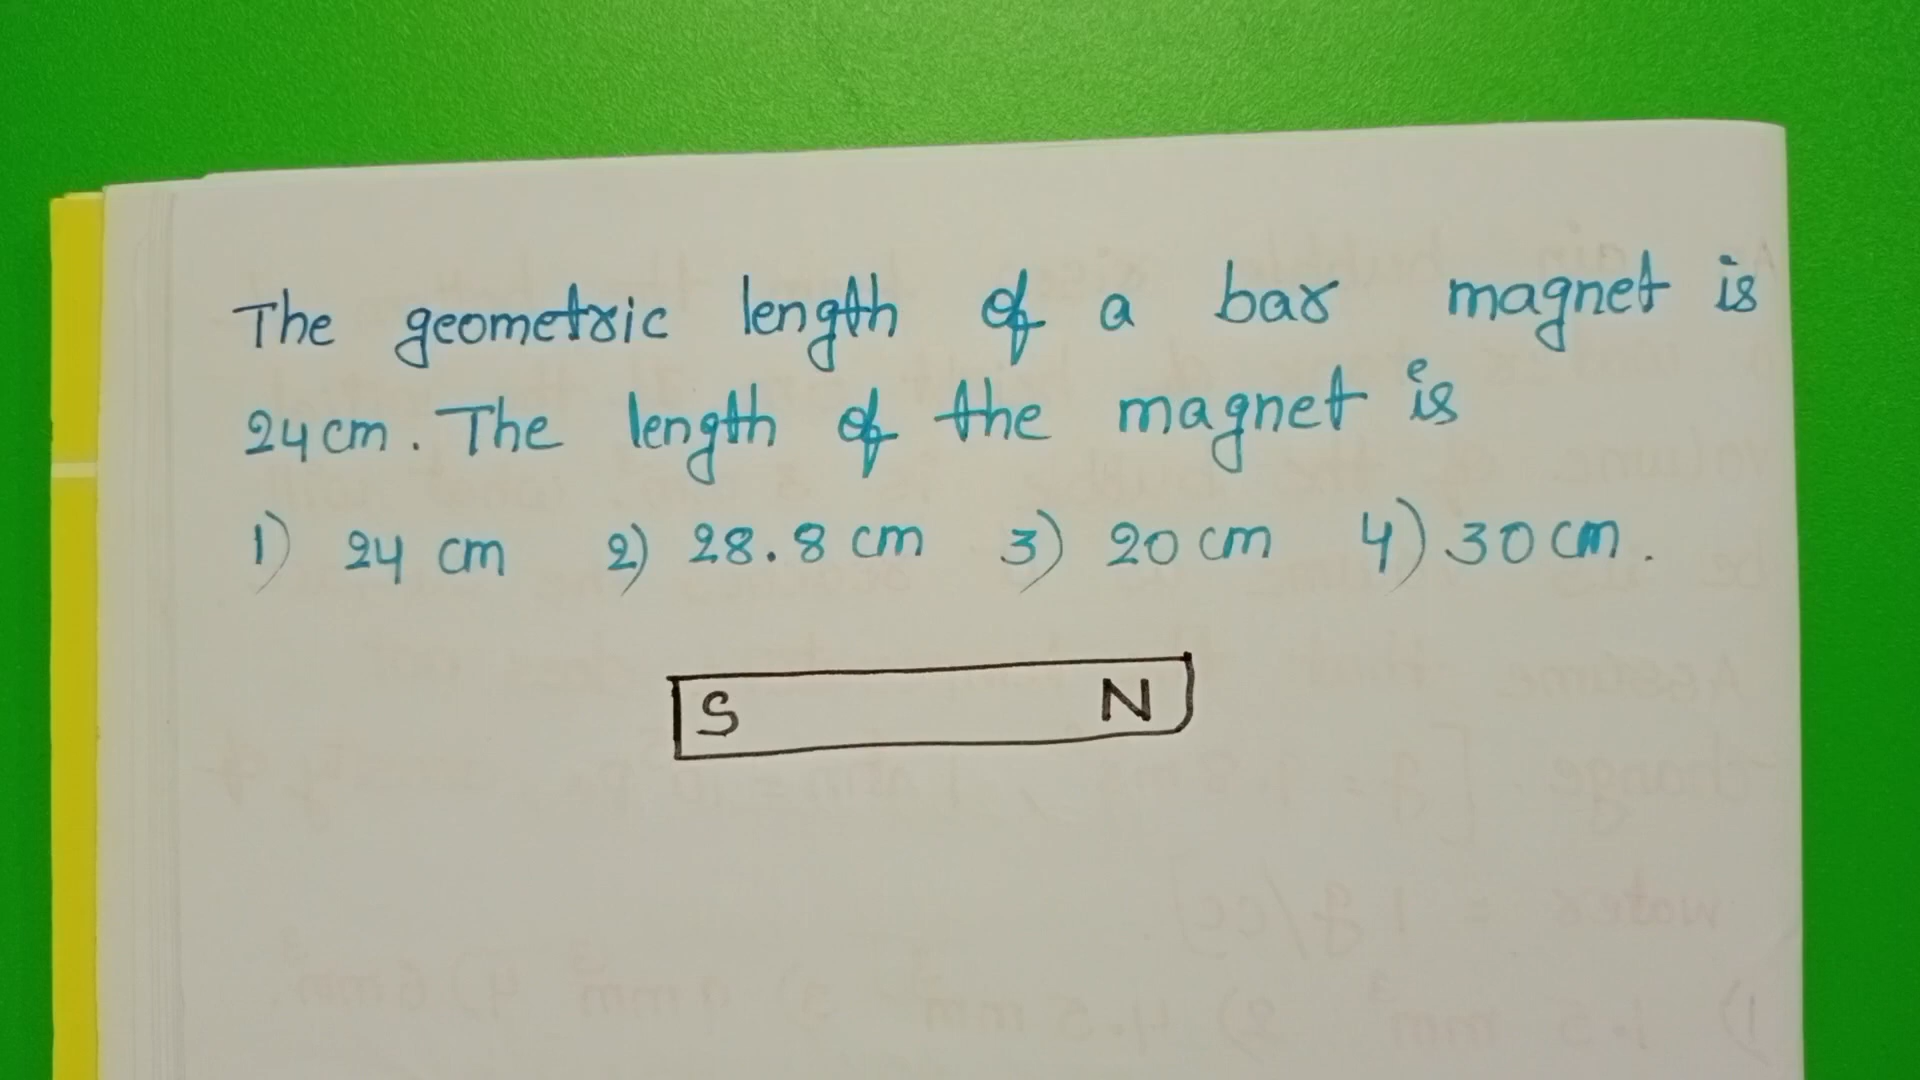 The geometric length of a bar magnet is
24 cm. The length of the magnet is
1) 24 cm 2) 28.8 cm 3) 20 cm 4) 30 cm.
S N